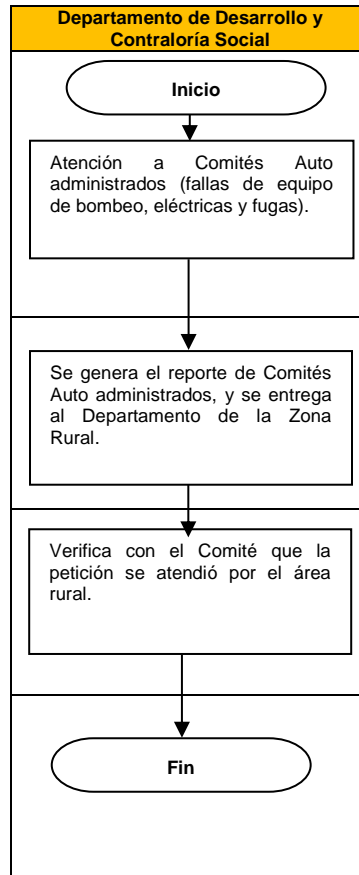 Departamento de Desarrollo y
Contraloría Social
Inicio
Atención a Comités Auto
administrados (fallas de equipo
de bombeo, eléctricas y fugas).
Se genera el reporte de Comités
Auto administrados, y se entrega
al Departamento de la Zona
Rural.
Verifica con el Comité que la
petición se atendió por el área
rural.
Fin